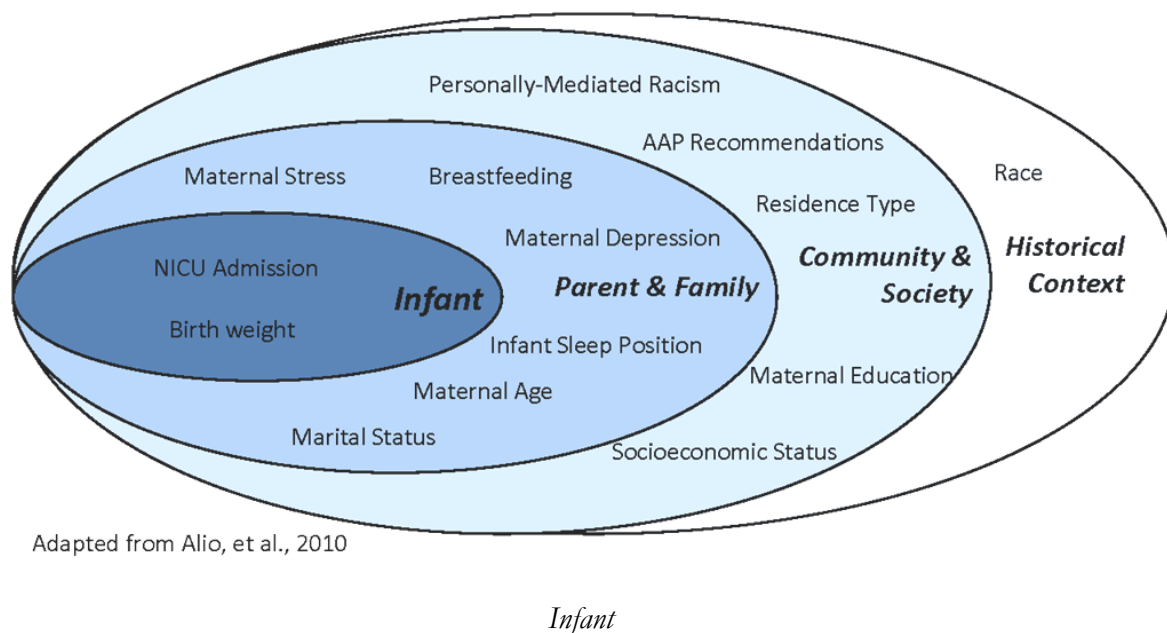 Personally-Mediated Racism
AAP Recommendations
Race
Maternal Stress
Breastfeeding
Residence Type
Maternal Depression
Historical
Context
Community &
Society
NICU Admission
Infant
Parent & Family
Birth weight
Infant Sleep Position
Maternal Age
Maternal Education
Marital Status
Socioeconomic Status
Adapted from Alio, et al., 2010
Infant